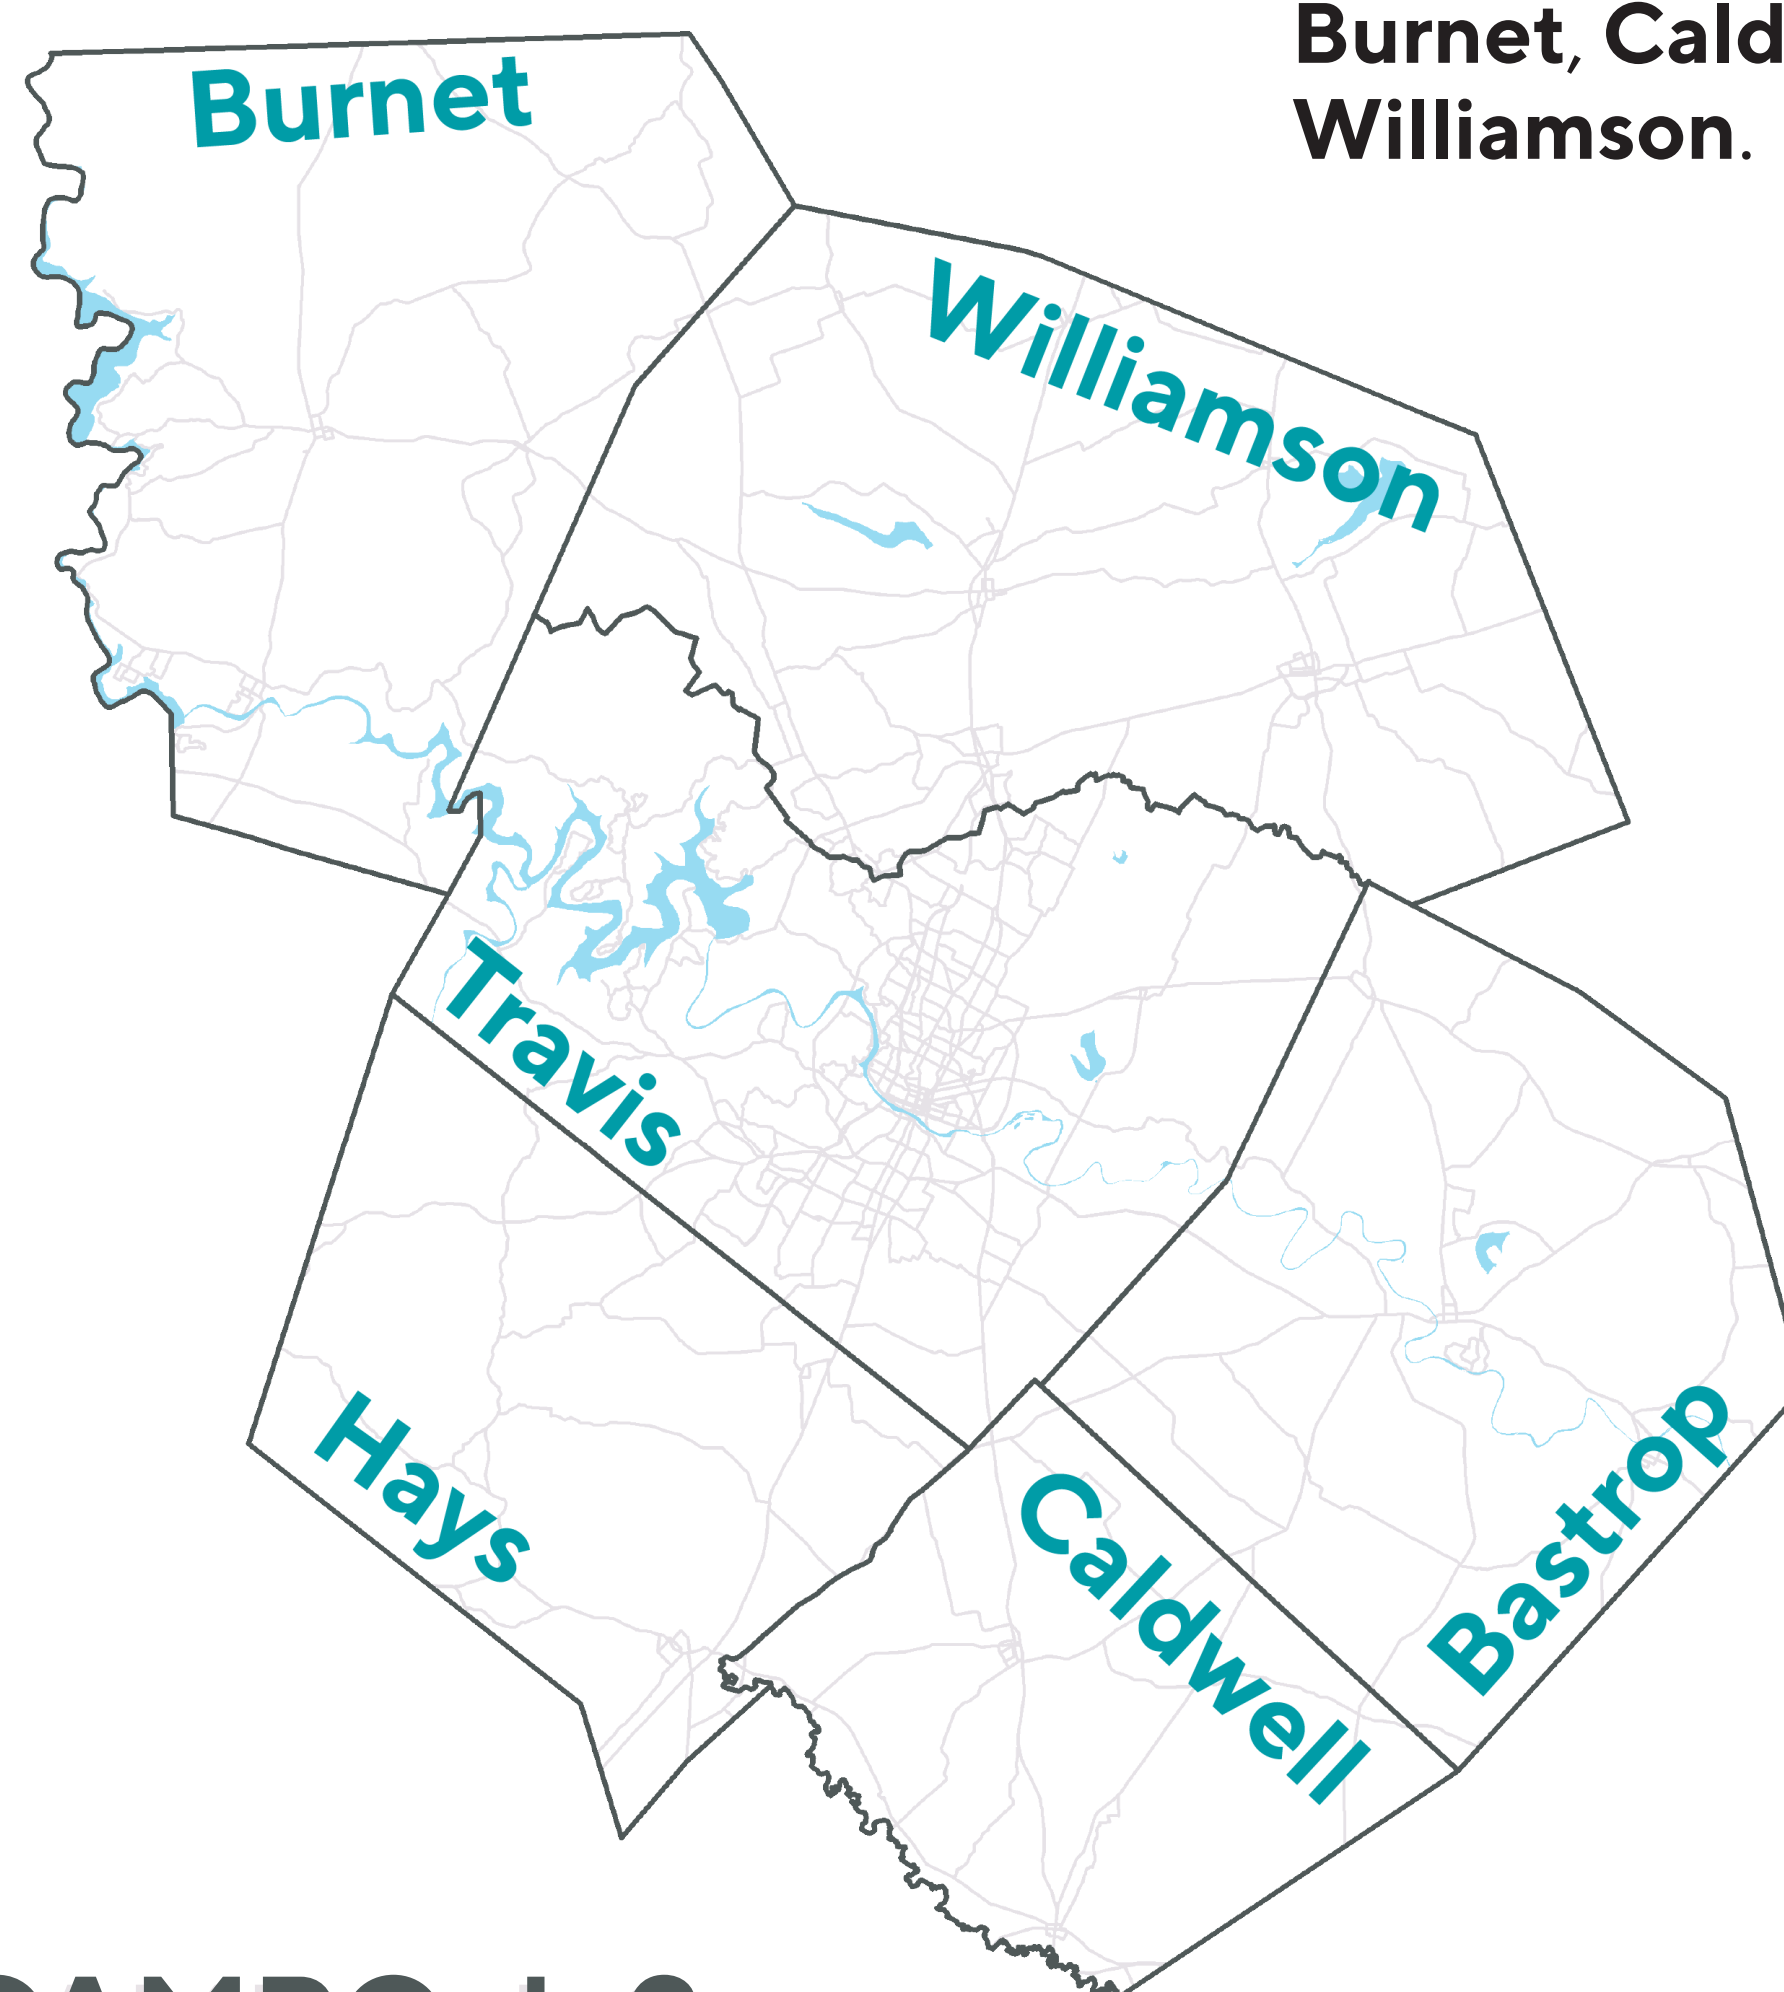 Burnet, Cald
Williamson.
Burnet
Williamson
Travis
Hays
Caldwell
Bastrop